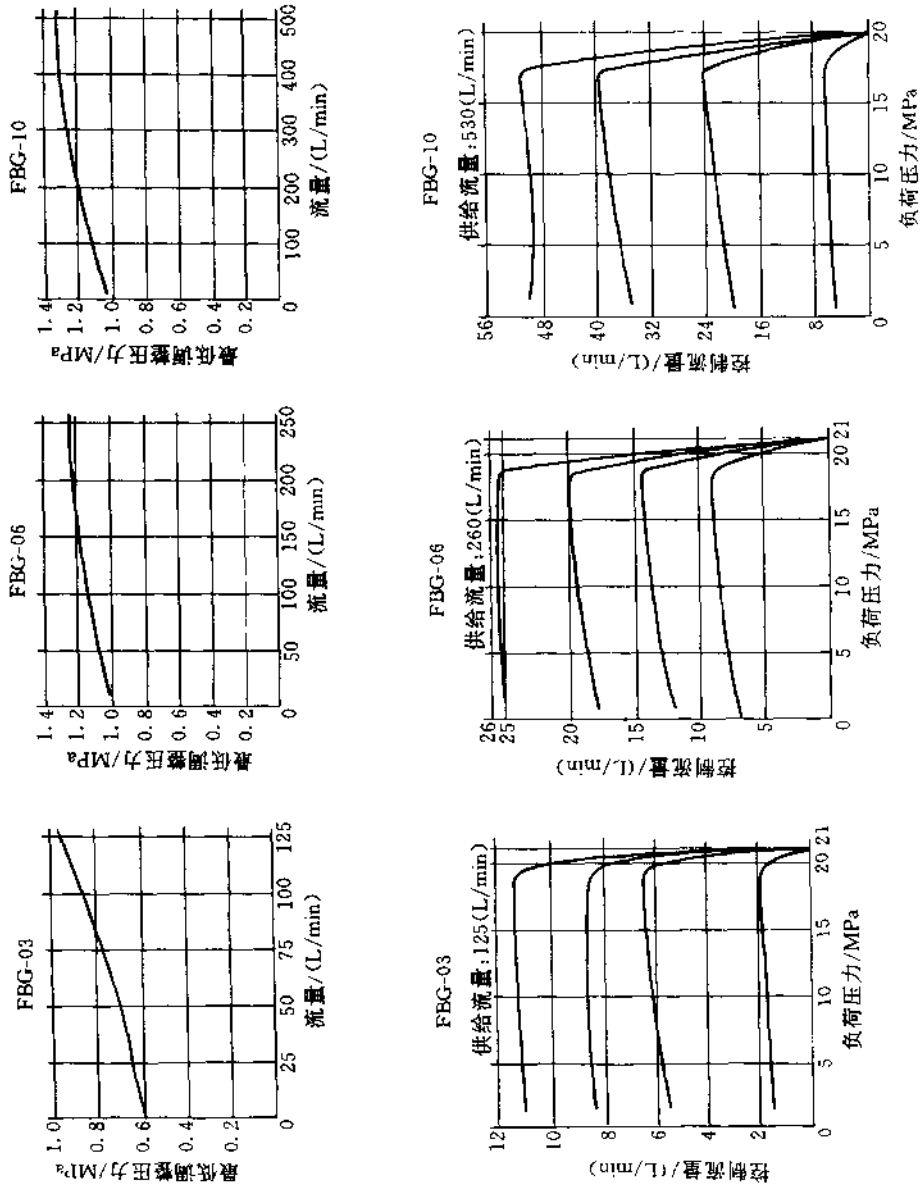 FBG-03
最低调整压力/MPa
1.0
0.8
0.6
0.4
0.2
0 25 50 75 100 125
流量/(L/min)
FBG-06
最低调整压力/MPa
1.4
1.2
1.0
0.8
0.6
0.4
0.2
0 50 100 150 200 250
流量/(L/min)
FBG-10
最低调整压力/MPa
1.4
1.2
1.0
0.8
0.6
0.4
0.2
0 100 200 300 400 500
流量/(L/min)
FBG-03
供给流量:125(L/min)
控制流量/(L/min)
12
10
8
6
4
2
0 5 10 15 20 21
负荷压力/MPa
FBG-06
供给流量:260(L/min)
控制流量/(L/min)
26
25
20
15
10
5
0 5 10 15 20 21
负荷压力/MPa
FBG-10
供给流量:530(L/min)
控制流量/(L/min)
56
48
40
32
24
16
8
0 5 10 15 20
负荷压力/MPa